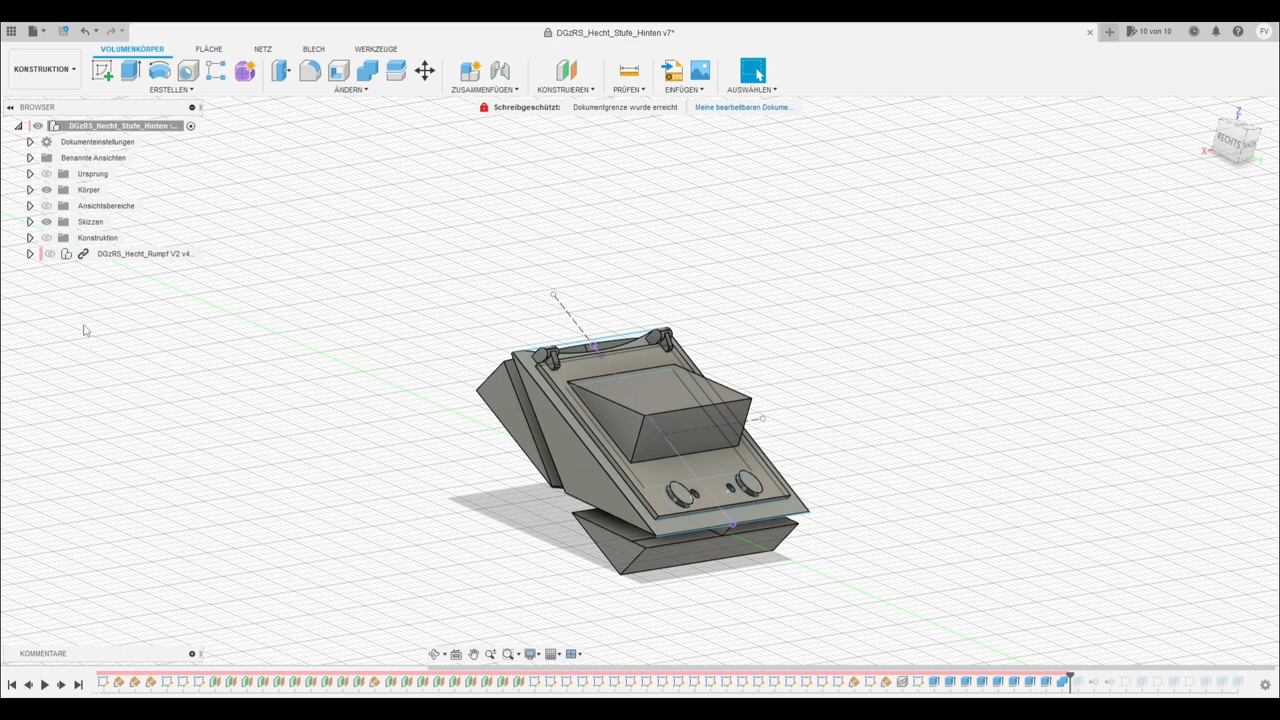 DGzRS_Hecht_Stufe_Hinten v7*
10 von 10
FV
KONSTRUKTION
VOLUMENKÖRPER
FLÄCHE
NETZ
BLECH
WERKZEUGE
ERSTELLEN
ÄNDERN
ZUSAMMENFÜGEN
KONSTRUIEREN
PRÜFEN
EINFÜGEN
AUSWÄHLEN
BROWSER
Schreibgeschützt:
Dokumentgrenze wurde erreicht
Meine bearbeitbaren Dokume...
DGzRS_Hecht_Stufe_Hinten
Dokumenteinstellungen
Benannte Ansichten
Ursprung
Körper
Ansichtsbereiche
Skizzen
Konstruktion
DGzRS_Hecht_Rumpf V2 v4...
Z
RECHTS
X
KOMMENTARE